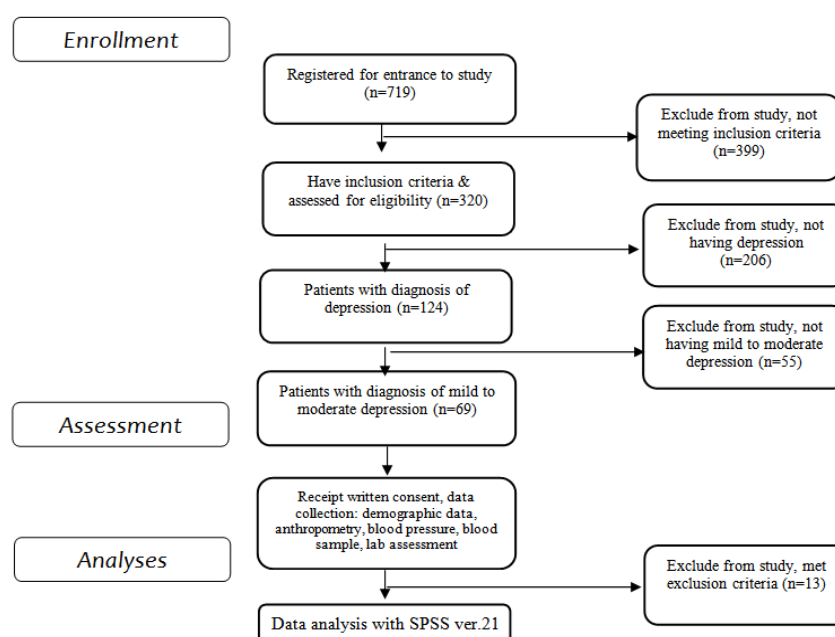 Enrollment
Registered for entrance to study
(n=719)
Exclude from study, not
meeting inclusion criteria
(n=399)
Have inclusion criteria &
assessed for eligibility (n=320)
Exclude from study, not
having depression
(n=206)
Patients with diagnosis of
depression (n=124)
Exclude from study, not
having mild to moderate
depression (n=55)
Patients with diagnosis of mild to
moderate depression (n=69)
Assessment
Receipt written consent, data
collection: demographic data,
anthropometry, blood pressure, blood
sample, lab assessment
Analyses
Exclude from study, met
exclusion criteria (n=13)
Data analysis with SPSS ver.21